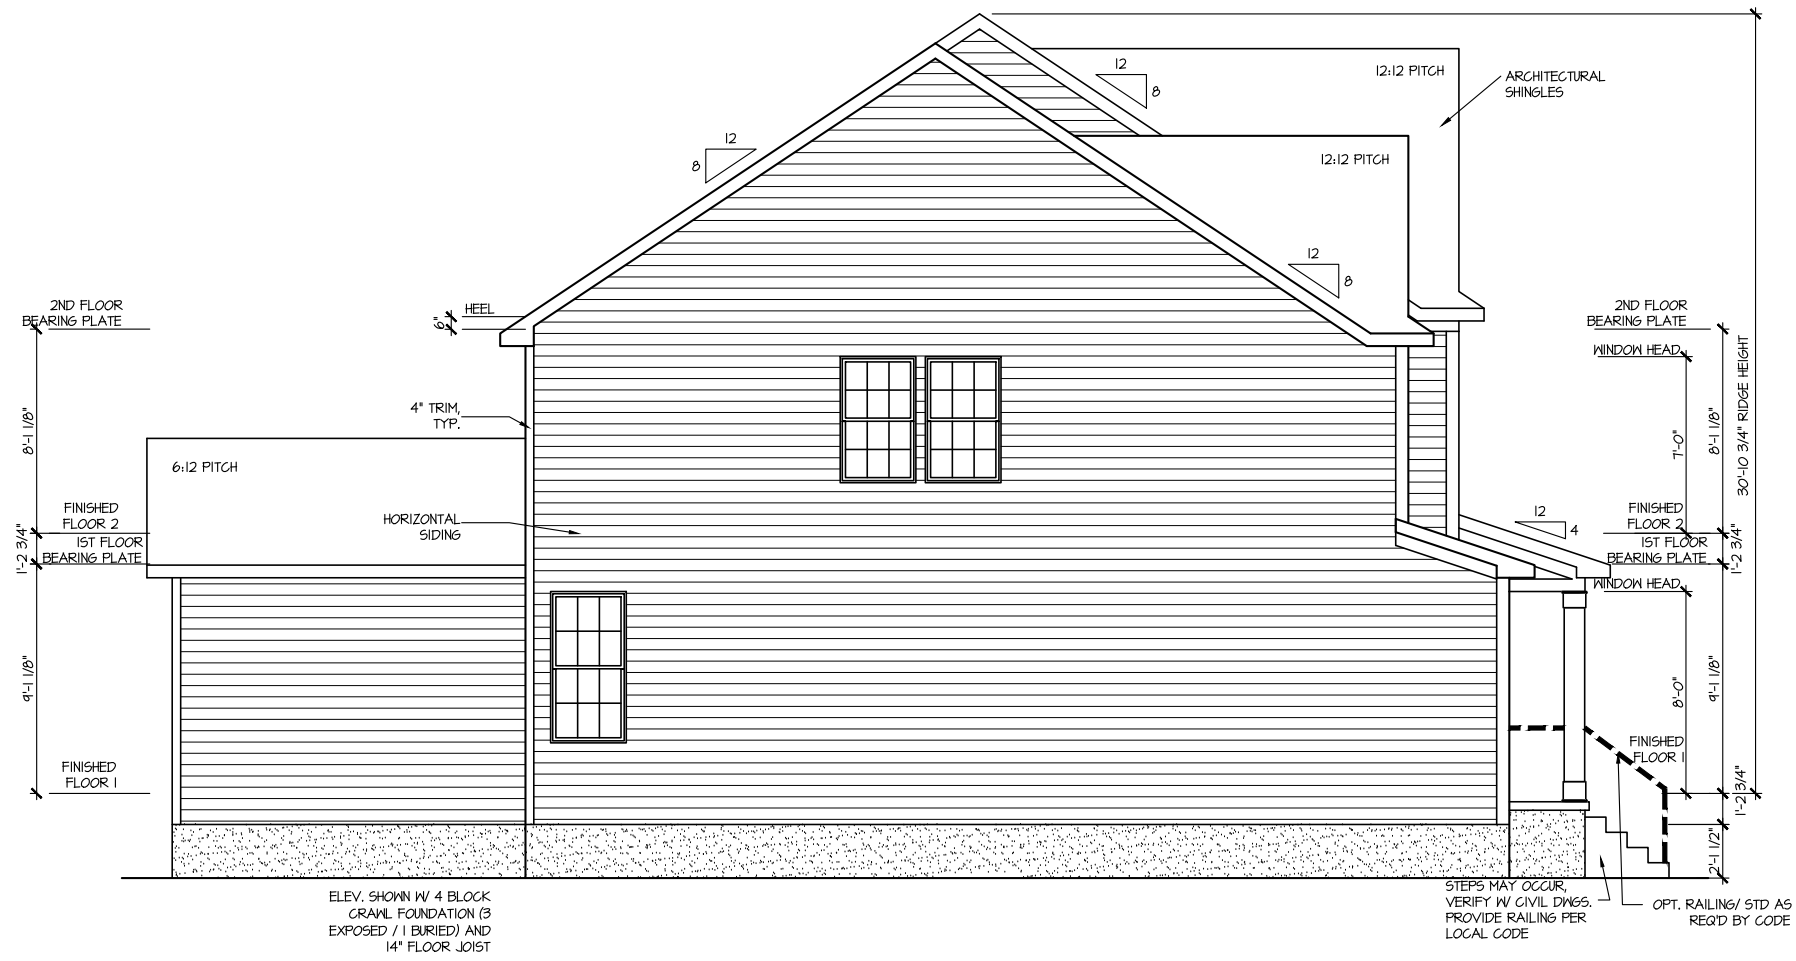 12
8
12:12 PITCH
ARCHITECTURAL
SHINGLES
12
8
12:12 PITCH
12
8
2ND FLOOR
BEARING PLATE
HEEL
6"
2ND FLOOR
BEARING PLATE
WINDOW HEAD
30'-10 3/4" RIDGE HEIGHT
8'-1 1/8"
4" TRIM,
TYP.
7'-0"
8'-1 1/8"
6:12 PITCH
FINISHED
FLOOR 2
HORIZONTAL
SIDING
12
4
FINISHED
FLOOR 2
1'-2 3/4"
1ST FLOOR
BEARING PLATE
1ST FLOOR
BEARING PLATE
1'-2 3/4"
WINDOW HEAD
9'-1 1/8"
8'-0"
9'-1 1/8"
FINISHED
FLOOR 1
FINISHED
FLOOR 1
1'-2 3/4"
2'-1 1/2"
ELEV. SHOWN W/ 4 BLOCK
CRAWL FOUNDATION (3
EXPOSED / 1 BURIED) AND
14" FLOOR JOIST
STEPS MAY OCCUR,
VERIFY W/ CIVIL DWGS.
PROVIDE RAILING PER
LOCAL CODE
OPT. RAILING/ STD AS
REQ'D BY CODE